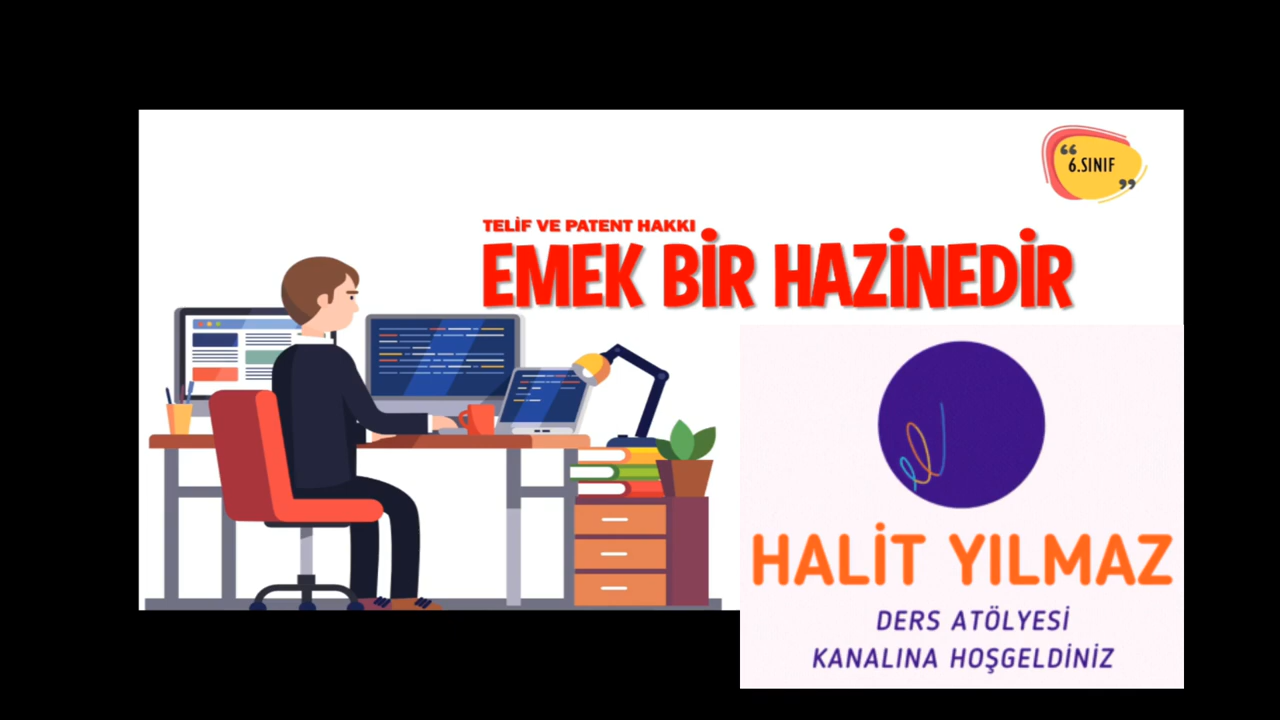 “ 6.SINIF ”
TELİF VE PATENT HAKKI
EMEK BİR HAZİNEDİR
HALİT YILMAZ
DERS ATÖLYESİ
KANALINA HOŞGELDİNİZ